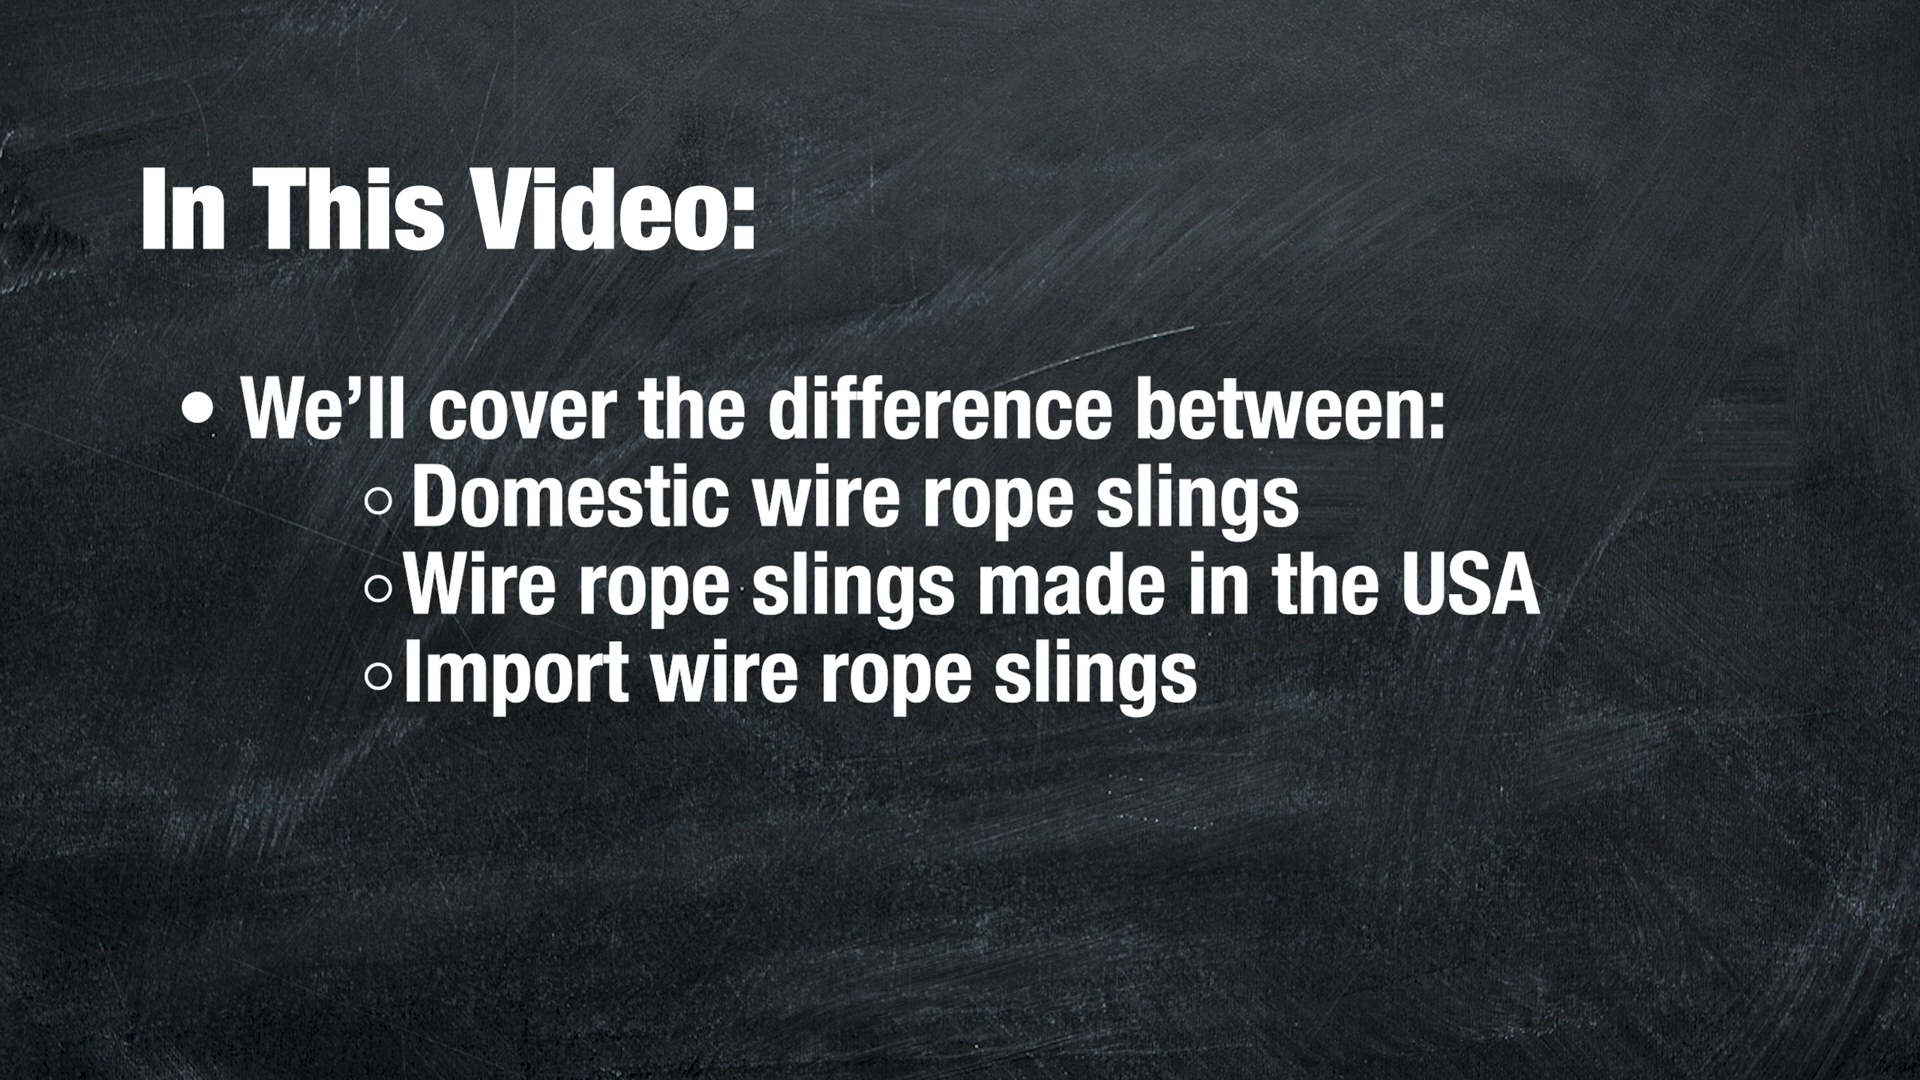 In This Video:
• We’ll cover the difference between:
○ Domestic wire rope slings
○ Wire rope slings made in the USA
○ Import wire rope slings